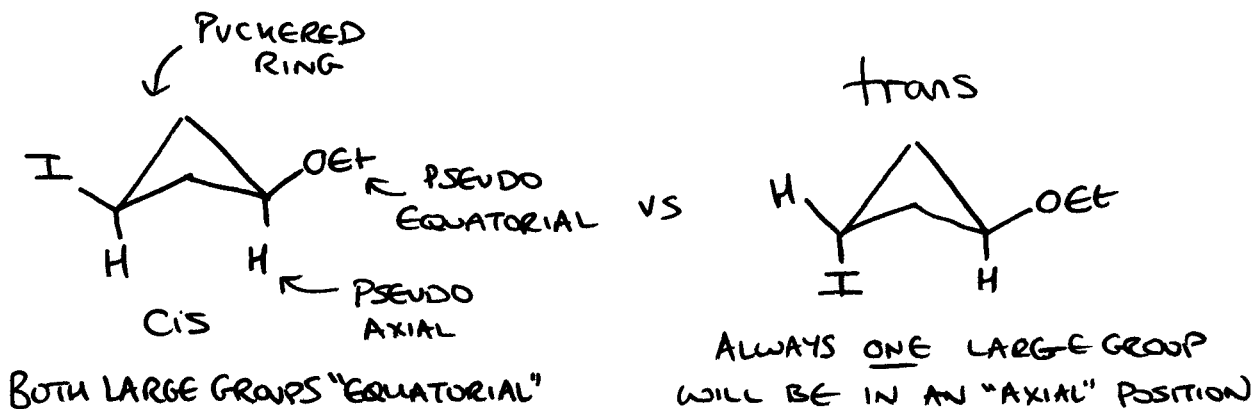 PUCKERED
RING
I
OEt
H
H
PSEUDO
EQUATORIAL
PSEUDO
AXIAL
Cis
BOTH LARGE GROUPS "EQUATORIAL"
vs
trans
H
OEt
I
H
ALWAYS ONE LARGE GROUP
WILL BE IN AN "AXIAL" POSITION